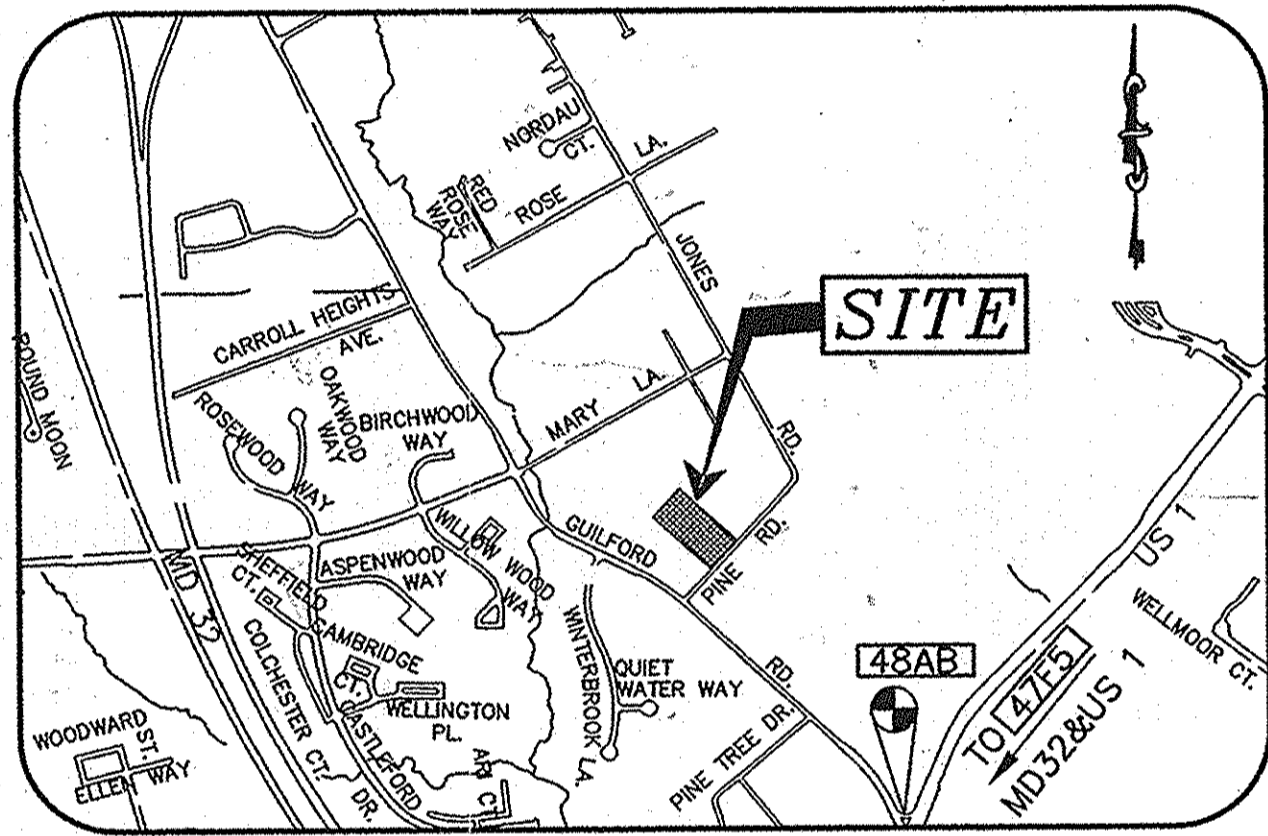 NORDAU
CT.
LA.
RED
ROSE
WAY
ROSE
JONES
SITE
CARROLL HEIGHTS
AVE.
ROUND MOON
OAKWOOD
WAY
BIRCHWOOD
WAY
MARY
LA.
ROSEWOOD
WAY
RD.
GUILFORD
RD.
PINE
WILLOW WOOD
WAY
ASPENWOOD
WAY
SHEFFIELD
CT.
MD 32
US 1
WELLMOOR CT.
CAMBRIDGE
CT.
COLCHESTER CT.
WINTERBROOK LA.
QUIET
WATER WAY
RD.
48AB
WELLINGTON
PL.
CASTLEFORD
DR.
WOODWARD
ST.
ELLEN WAY
PINE TREE DR.
TO 47F5
MD32&US 1
CT.